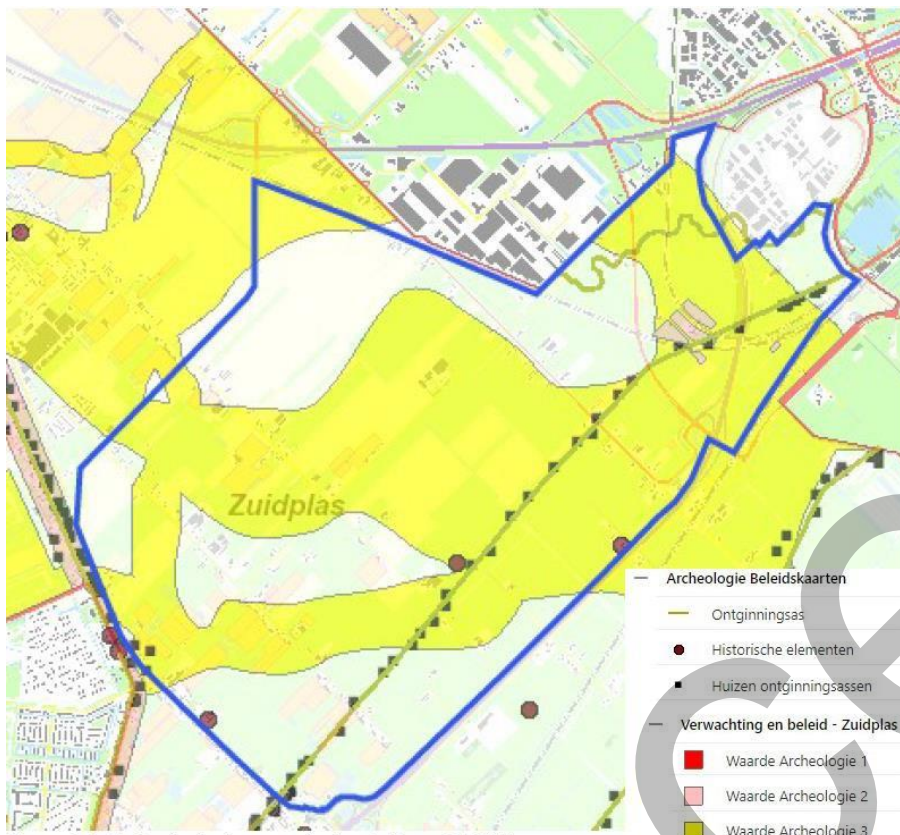 Zuidplas
Archeologie Beleidskaarten
Ontginningsas
Historische elementen
Huizen ontginningsassen
Verwachting en beleid - Zuidplas
Waarde Archeologie 1
Waarde Archeologie 2
Waarde Archeologie 3